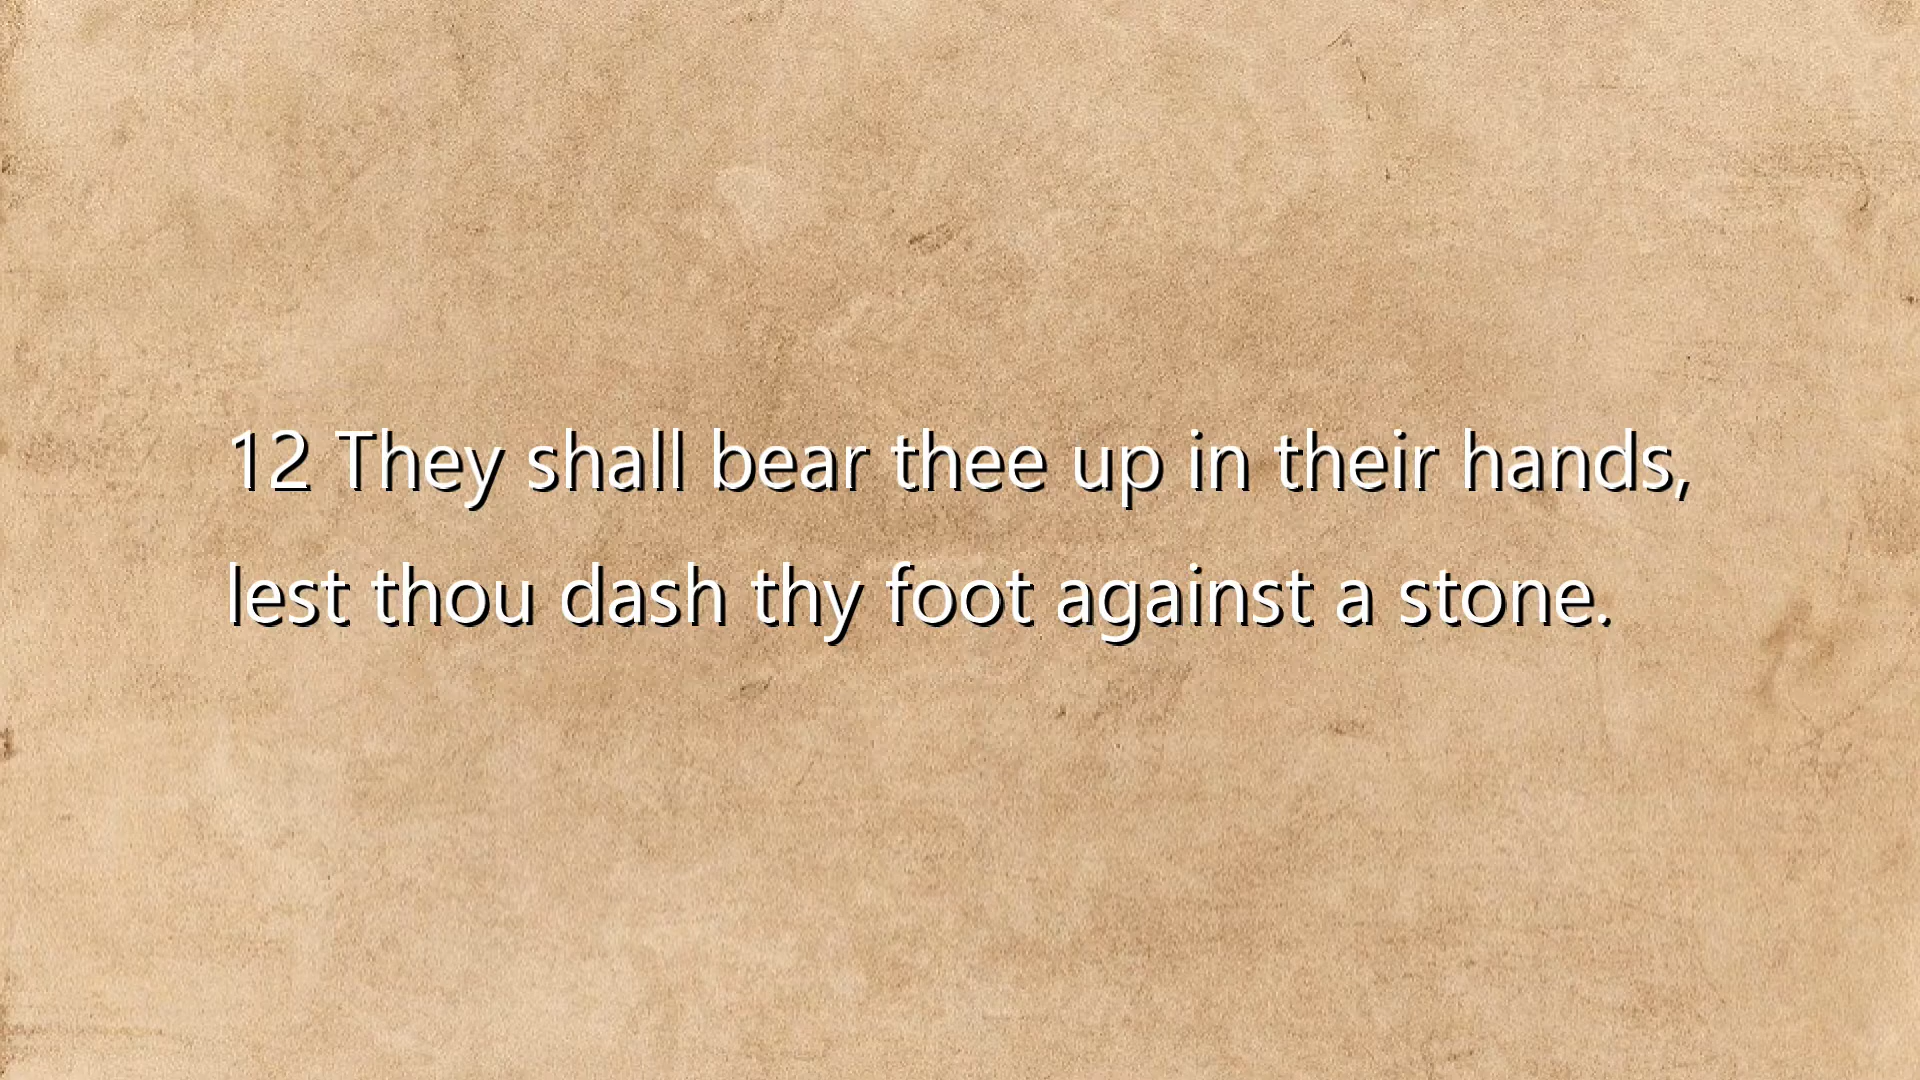 12 They shall bear thee up in their hands,
lest thou dash thy foot against a stone.